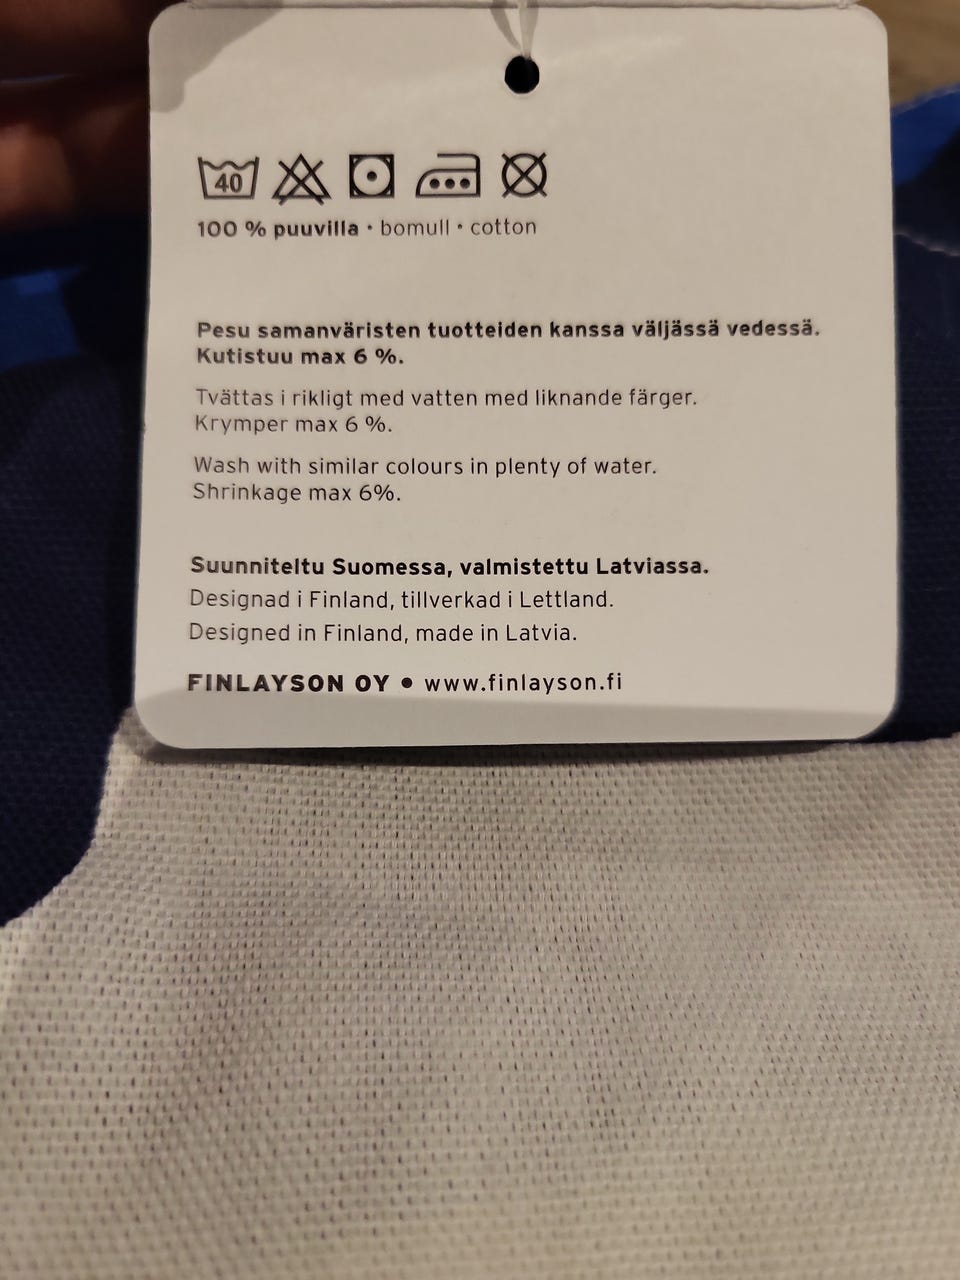 40
100 % puuvilla • bomull • cotton
Pesu samanväristen tuotteiden kanssa väljässä vedessä.
Kutistuu max 6 %.
Tvättas i rikligt med vatten med liknande färger.
Krymper max 6 %.
Wash with similar colours in plenty of water.
Shrinkage max 6%.
Suunniteltu Suomessa, valmistettu Latviassa.
Designad i Finland, tillverkad i Lettland.
Designed in Finland, made in Latvia.
FINLAYSON OY • www.finlayson.fi